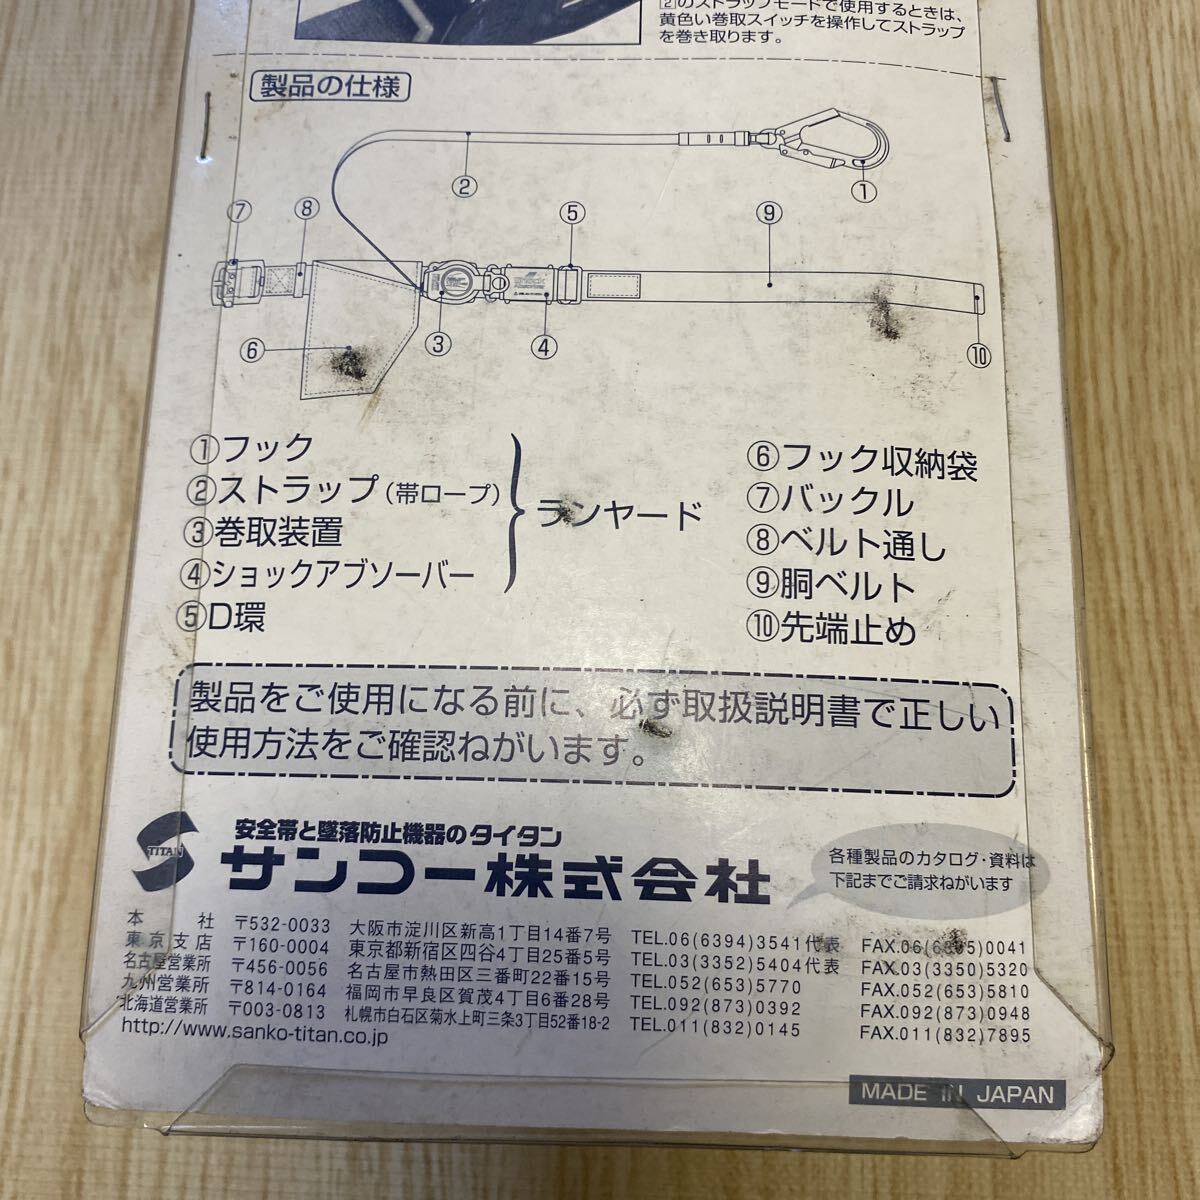 ②のストラップモードで使用するときは、
黄色い巻取スイッチを操作してストラップ
を巻き取ります。
製品の仕様
①
②
⑦
⑧
⑤
⑨
⑥
③
④
⑩
①フック
②ストラップ（帯ロープ）
③巻取装置
④ショックアブソーバー
ランヤード
⑤D環
⑥フック収納袋
⑦バックル
⑧ベルト通し
⑨胴ベルト
⑩先端止め
製品をご使用になる前に、必ず取扱説明書で正しい
使用方法をご確認ねがいます。
TITAN
安全帯と墜落防止機器のタイタン
サンコー株式会社
各種製品のカタログ・資料は
下記までご請求ねがいます
本 社 〒532-0033 大阪市淀川区新高1丁目14番7号 TEL.06(6394)3541代表 FAX.06(6395)0041
東京支店 〒160-0004 東京都新宿区四谷4丁目25番5号 TEL.03(3352)5404代表 FAX.03(3350)5320
名古屋営業所 〒456-0056 名古屋市熱田区三番町22番15号 TEL.052(653)5770 FAX.052(653)5810
九州営業所 〒814-0164 福岡市早良区賀茂4丁目6番28号 TEL.092(873)0392 FAX.092(873)0948
北海道営業所 〒003-0813 札幌市白石区菊水上町三条3丁目52番18-2 TEL.011(832)0145 FAX.011(832)7895
http://www.sanko-titan.co.jp
MADE IN JAPAN